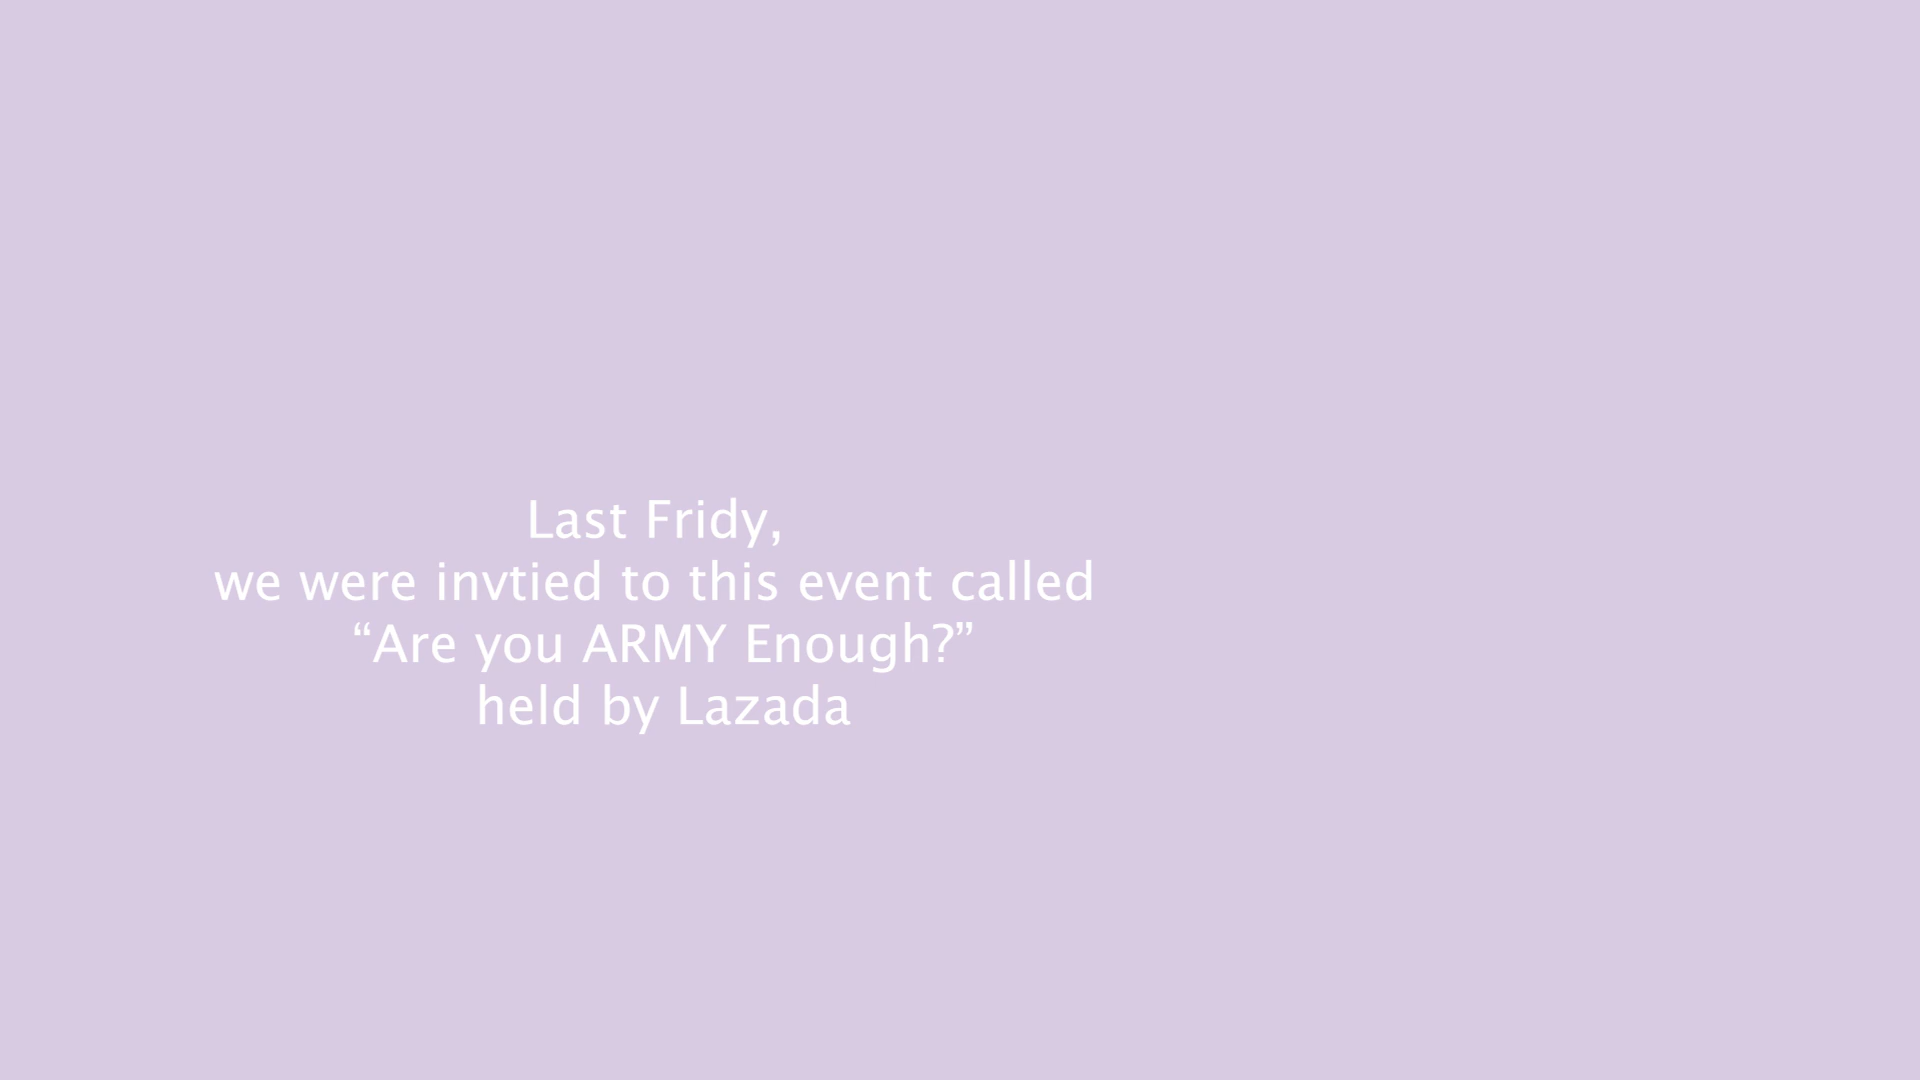 Last Fridy,
we were invtied to this event called
“Are you ARMY Enough?”
held by Lazada